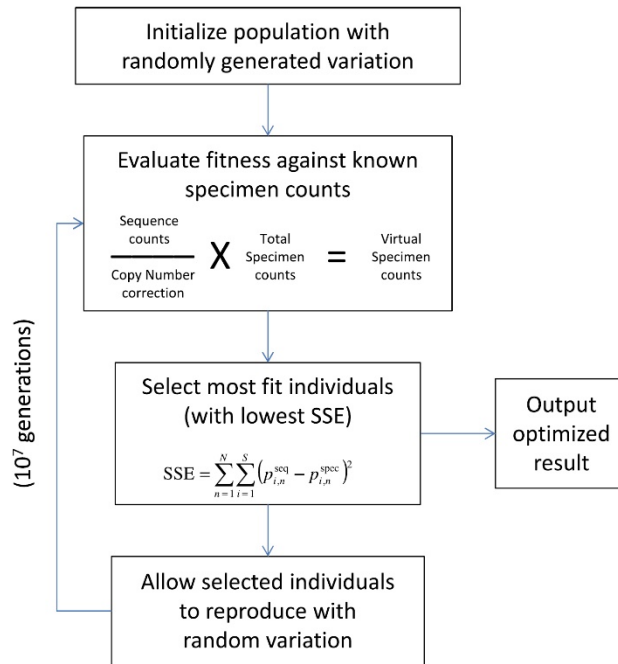 Initialize population with
randomly generated variation
Evaluate fitness against known
specimen counts
Sequence
counts
Copy Number
correction
X
Total
Specimen
counts
=
Virtual
Specimen
counts
(10⁷ generations)
Select most fit individuals
(with lowest SSE)
SSE = ∑_{n=1}^{N} ∑_{i=1}^{S} (p_{i,n}^{seq} − p_{i,n}^{spec})²
Output
optimized
result
Allow selected individuals
to reproduce with
random variation